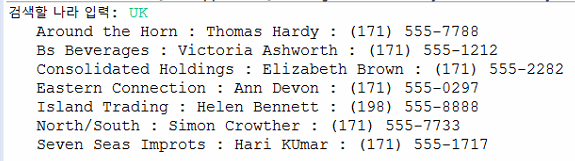 검색할 나라 입력: UK
Around the Horn : Thomas Hardy : (171) 555-7788
Bs Beverages : Victoria Ashworth : (171) 555-1212
Consolidated Holdings : Elizabeth Brown : (171) 555-2282
Eastern Connection : Ann Devon : (171) 555-0297
Island Trading : Helen Bennett : (198) 555-8888
North/South : Simon Crowther : (171) 555-7733
Seven Seas Improts : Hari KUmar : (171) 555-1717